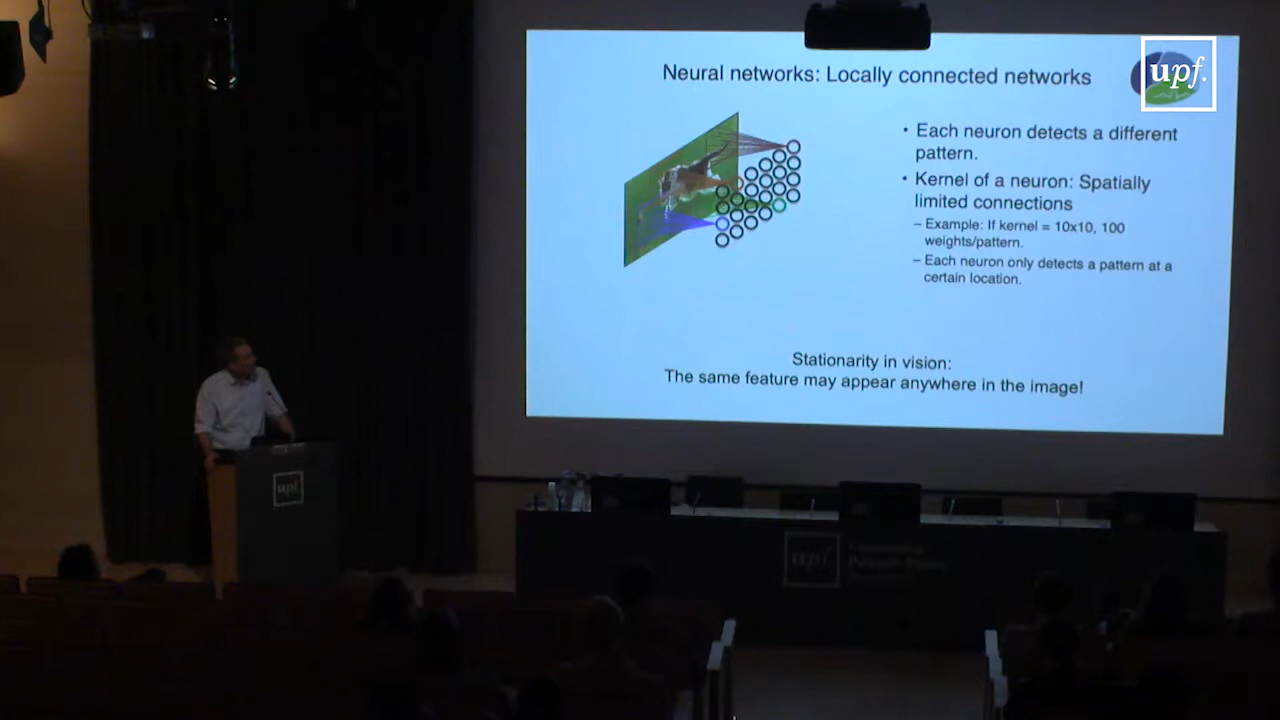 Neural networks: Locally connected networks
upf.
• Each neuron detects a different
pattern.
• Kernel of a neuron: Spatially
limited connections
– Example: If kernel = 10x10, 100
weights/pattern.
– Each neuron only detects a pattern at a
certain location.
Stationarity in vision:
The same feature may appear anywhere in the image!
upf.
upf.